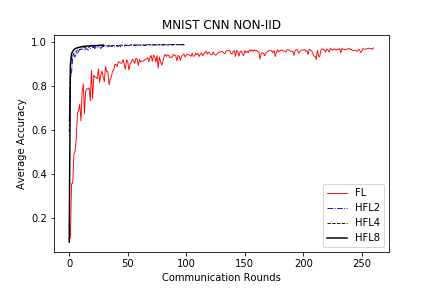 MNIST CNN NON-IID
Average Accuracy
1.0
0.8
0.6
0.4
0.2
0
50
100
150
200
250
Communication Rounds
FL
HFL2
HFL4
HFL8